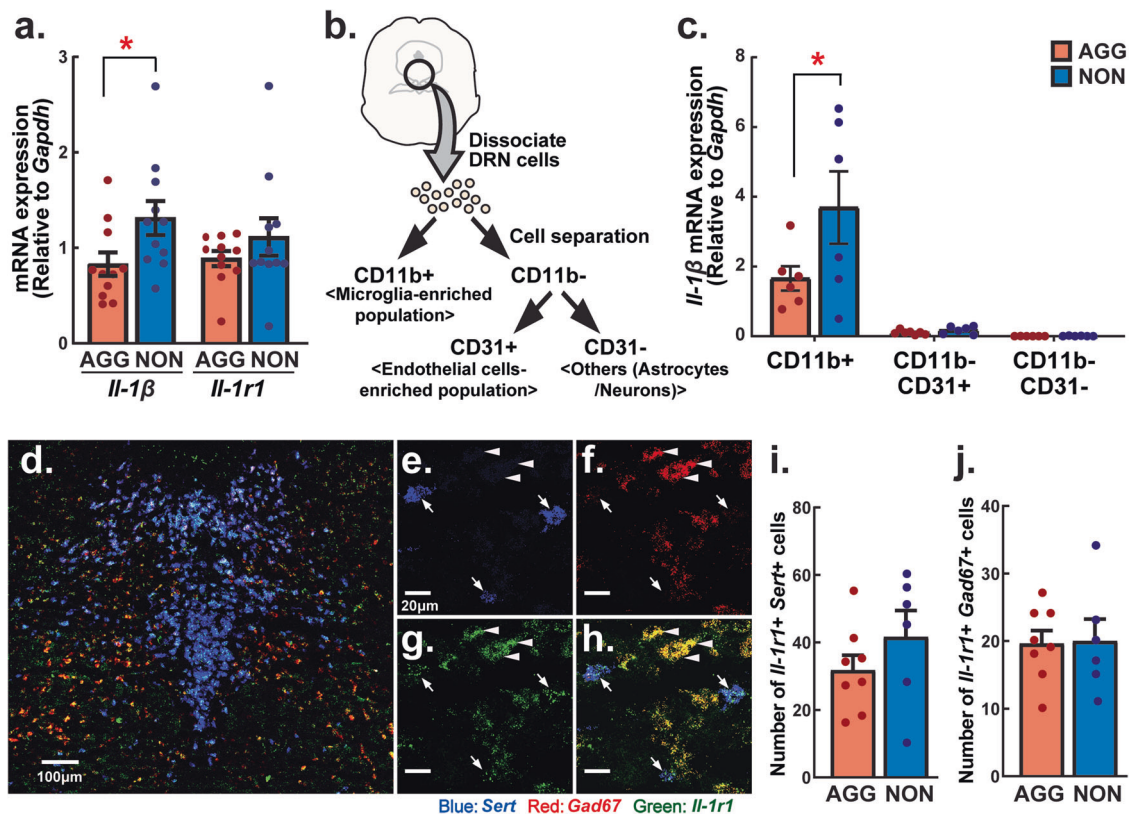 a.
mRNA expression
(Relative to Gapdh)
3
2
1
0
*
AGG NON AGG NON
Il-1β Il-1r1
b.
Dissociate
DRN cells
Cell separation
CD11b+
<Microglia-enriched
population>
CD11b-
CD31+
<Endothelial cells-
enriched population>
CD31-
<Others (Astrocytes
/Neurons)>
c.
AGG
NON
Il-1β mRNA expression
(Relative to Gapdh)
8
6
4
2
0
*
CD11b+
CD11b-
CD31+
CD11b-
CD31-
d.
100µm
e.
20µm
f.
g.
h.
Blue: Sert Red: Gad67 Green: Il-1r1
i.
Number of Il-1r1+ Sert+ cells
80
60
40
20
0
AGG NON
j.
Number of Il-1r1+ Gad67+ cells
40
30
20
10
0
AGG NON